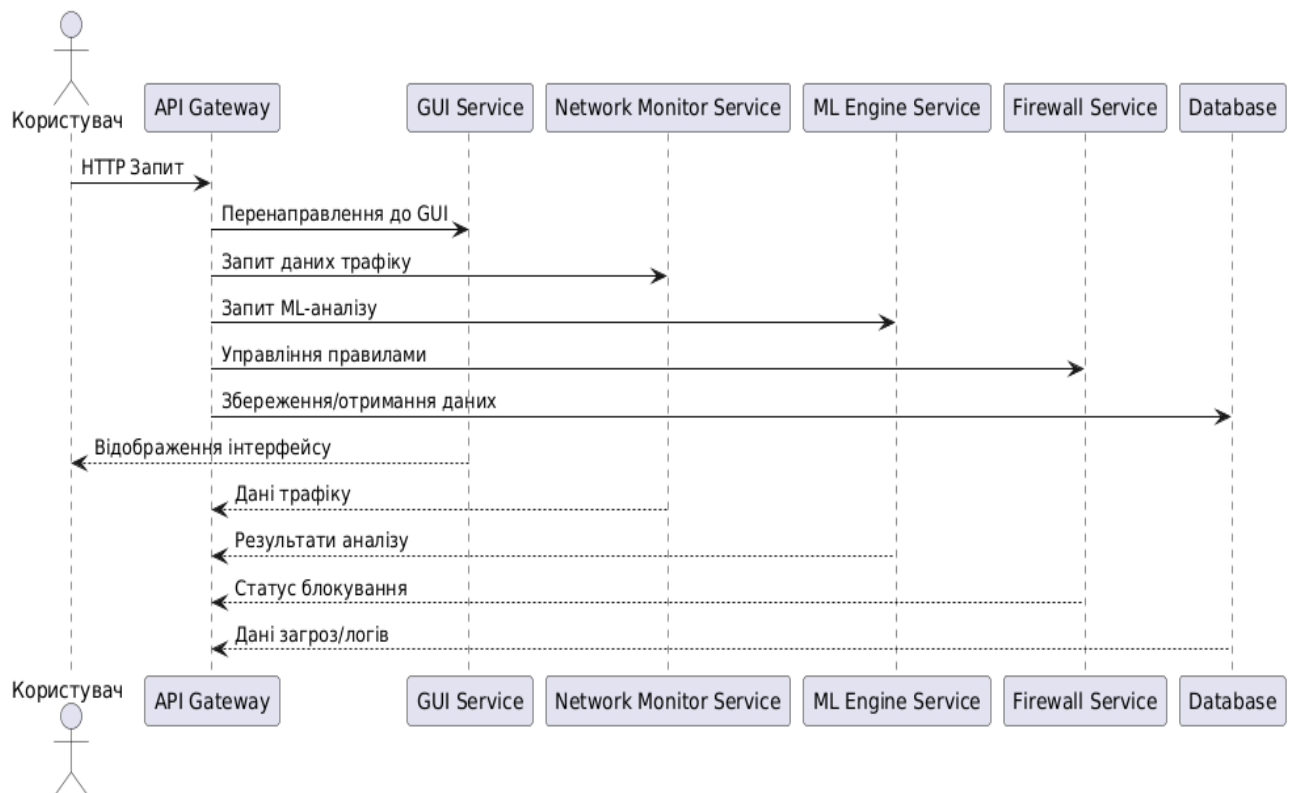 Користувач
API Gateway
GUI Service
Network Monitor Service
ML Engine Service
Firewall Service
Database
HTTP Запит
Перенаправлення до GUI
Запит даних трафіку
Запит ML-аналізу
Управління правилами
Збереження/отримання даних
Відображення інтерфейсу
Дані трафіку
Результати аналізу
Статус блокування
Дані загроз/логів
Користувач
API Gateway
GUI Service
Network Monitor Service
ML Engine Service
Firewall Service
Database